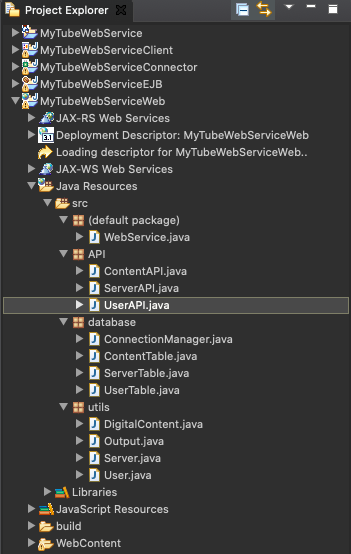 Project Explorer
MyTubeWebService
MyTubeWebServiceClient
MyTubeWebServiceConnector
MyTubeWebServiceEJB
MyTubeWebServiceWeb
JAX-RS Web Services
3.1 Deployment Descriptor: MyTubeWebServiceWeb
Loading descriptor for MyTubeWebServiceWeb..
JAX-WS Web Services
Java Resources
src
(default package)
WebService.java
API
ContentAPI.java
ServerAPI.java
UserAPI.java
database
ConnectionManager.java
ContentTable.java
ServerTable.java
UserTable.java
utils
DigitalContent.java
Output.java
Server.java
User.java
Libraries
JavaScript Resources
build
WebContent